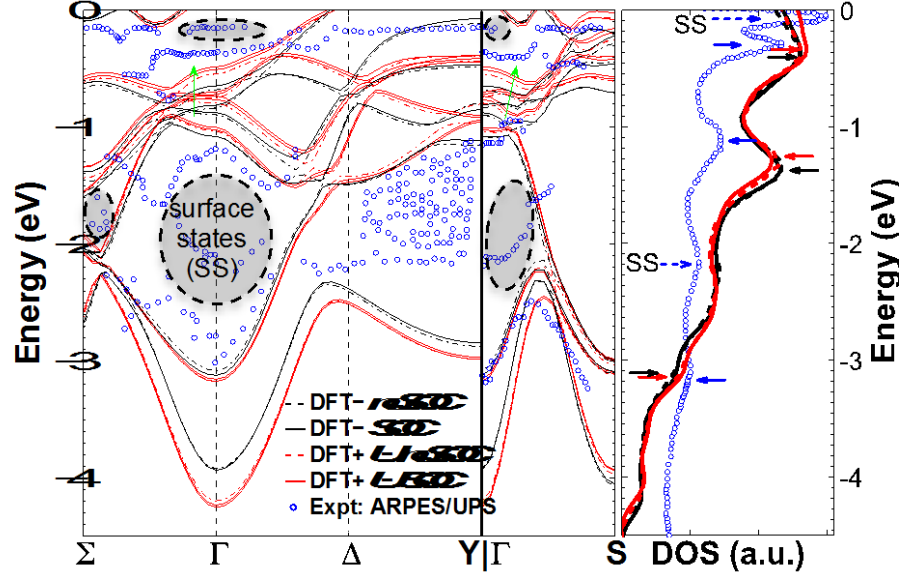 0
-1
-2
-3
-4
Energy (eV)
surface
states
(SS)
DFT-
DFT-
DFT+
DFT+
Expt: ARPES/UPS
Σ Γ Δ Y|Γ S
SS
SS
0
-1
-2
-3
-4
Energy (eV)
DOS (a.u.)